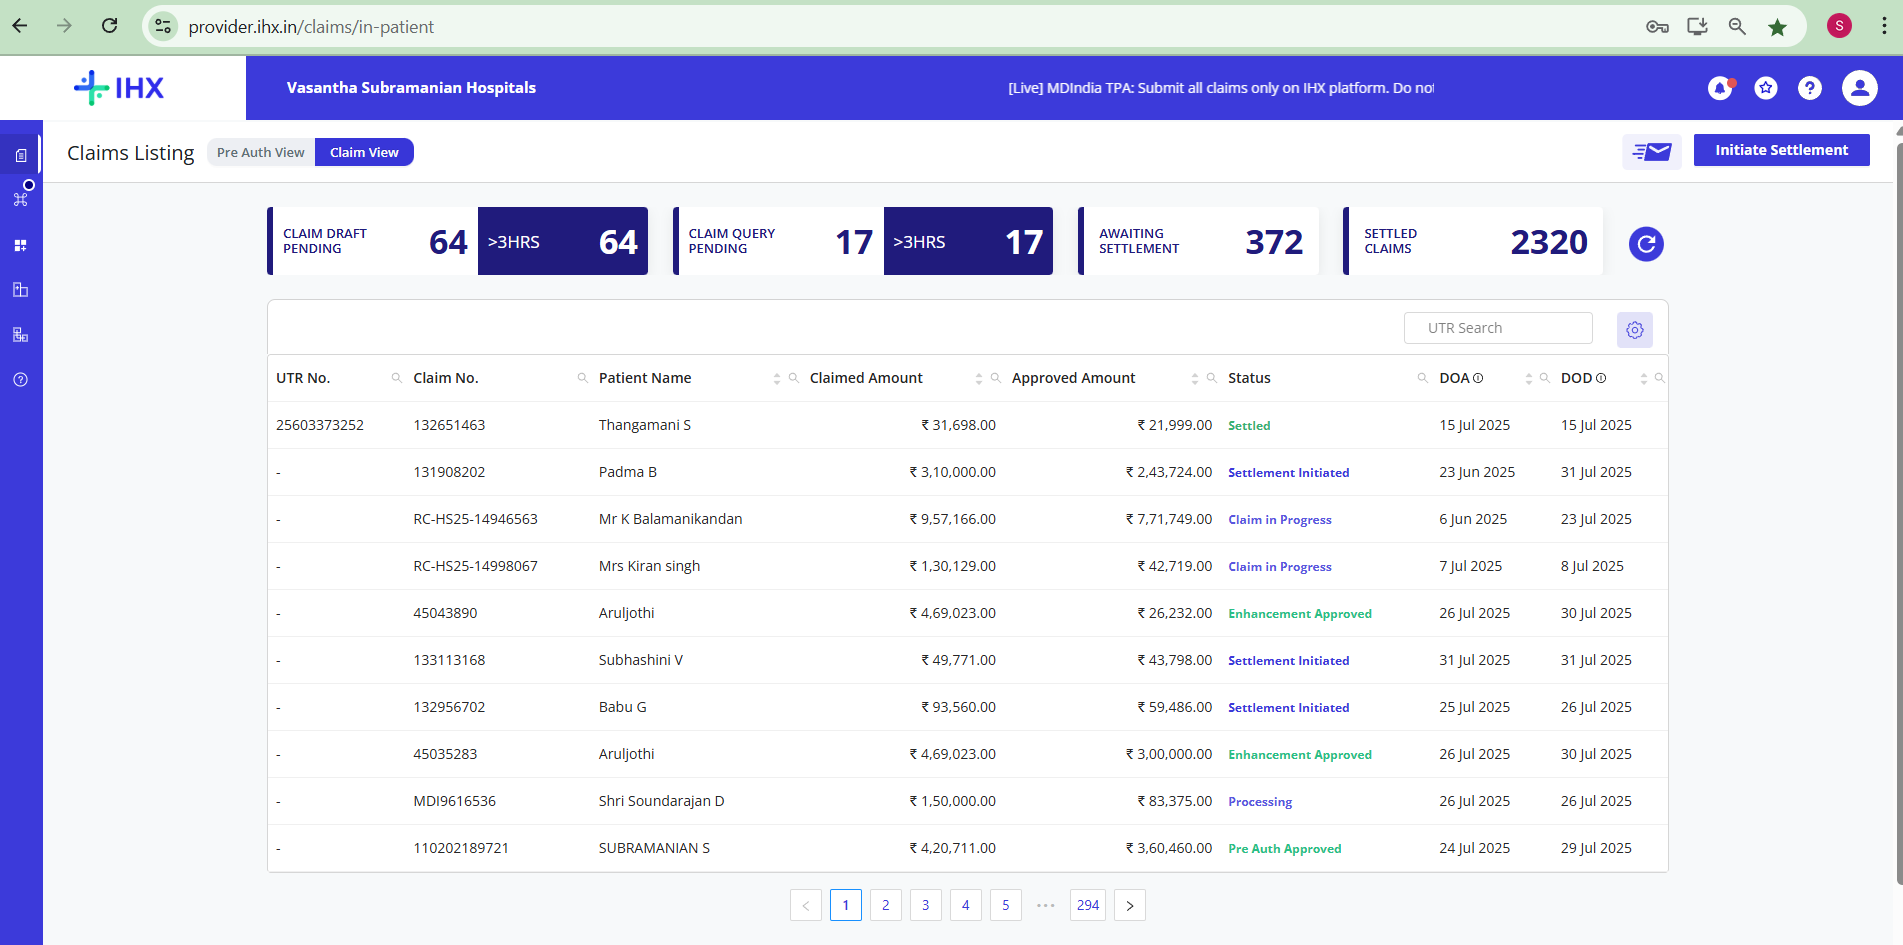 provider.ihx.in/claims/in-patient
S
IHX
Vasantha Subramanian Hospitals
[Live] MDIndia TPA: Submit all claims only on IHX platform. Do not
Claims Listing
Pre Auth View
Claim View
Initiate Settlement
CLAIM DRAFT
PENDING
64
>3HRS
64
CLAIM QUERY
PENDING
17
>3HRS
17
AWAITING
SETTLEMENT
372
SETTLED
CLAIMS
2320
UTR Search
UTR No. Claim No. Patient Name Claimed Amount Approved Amount Status DOA DOD
25603373252 132651463 Thangamani S ₹ 31,698.00 ₹ 21,999.00 Settled 15 Jul 2025 15 Jul 2025
- 131908202 Padma B ₹ 3,10,000.00 ₹ 2,43,724.00 Settlement Initiated 23 Jun 2025 31 Jul 2025
- RC-HS25-14946563 Mr K Balamanikandan ₹ 9,57,166.00 ₹ 7,71,749.00 Claim in Progress 6 Jun 2025 23 Jul 2025
- RC-HS25-14998067 Mrs Kiran singh ₹ 1,30,129.00 ₹ 42,719.00 Claim in Progress 7 Jul 2025 8 Jul 2025
- 45043890 Aruljothi ₹ 4,69,023.00 ₹ 26,232.00 Enhancement Approved 26 Jul 2025 30 Jul 2025
- 133113168 Subhashini V ₹ 49,771.00 ₹ 43,798.00 Settlement Initiated 31 Jul 2025 31 Jul 2025
- 132956702 Babu G ₹ 93,560.00 ₹ 59,486.00 Settlement Initiated 25 Jul 2025 26 Jul 2025
- 45035283 Aruljothi ₹ 4,69,023.00 ₹ 3,00,000.00 Enhancement Approved 26 Jul 2025 30 Jul 2025
- MDI9616536 Shri Soundarajan D ₹ 1,50,000.00 ₹ 83,375.00 Processing 26 Jul 2025 26 Jul 2025
- 110202189721 SUBRAMANIAN S ₹ 4,20,711.00 ₹ 3,60,460.00 Pre Auth Approved 24 Jul 2025 29 Jul 2025
< 1 2 3 4 5 ••• 294 >